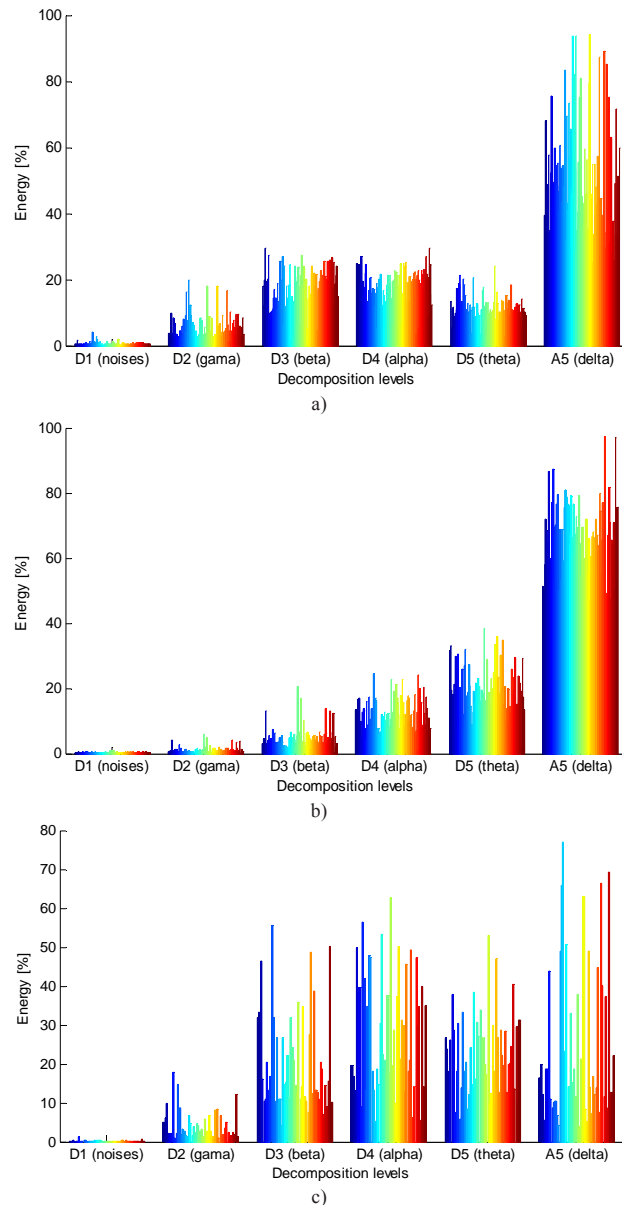 100
80
60
40
20
0
Energy [%]
D1 (noises) D2 (gama) D3 (beta) D4 (alpha) D5 (theta) A5 (delta)
Decomposition levels
a)
100
80
60
40
20
0
Energy [%]
D1 (noises) D2 (gama) D3 (beta) D4 (alpha) D5 (theta) A5 (delta)
Decomposition levels
b)
80
70
60
50
40
30
20
10
0
Energy [%]
D1 (noises) D2 (gama) D3 (beta) D4 (alpha) D5 (theta) A5 (delta)
Decomposition levels
c)